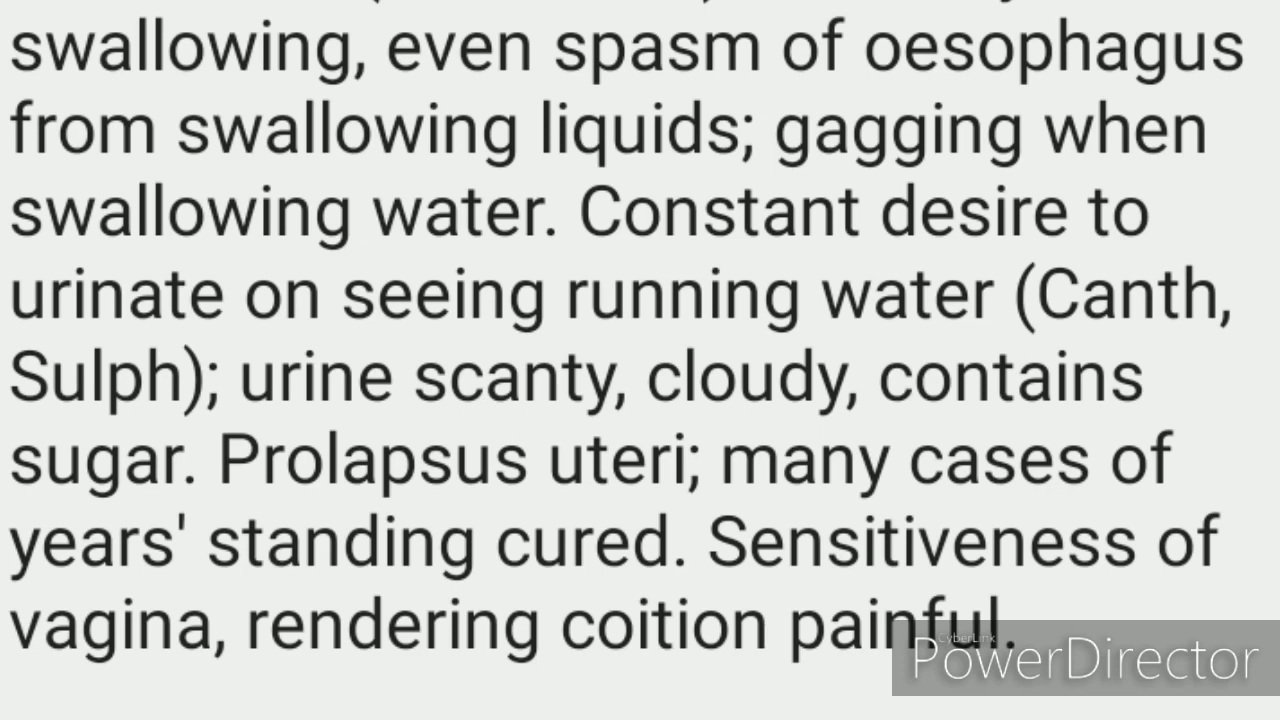 swallowing, even spasm of oesophagus
from swallowing liquids; gagging when
swallowing water. Constant desire to
urinate on seeing running water (Canth,
Sulph); urine scanty, cloudy, contains
sugar. Prolapsus uteri; many cases of
years' standing cured. Sensitiveness of
vagina, rendering coition painful.
CyberLink
PowerDirector